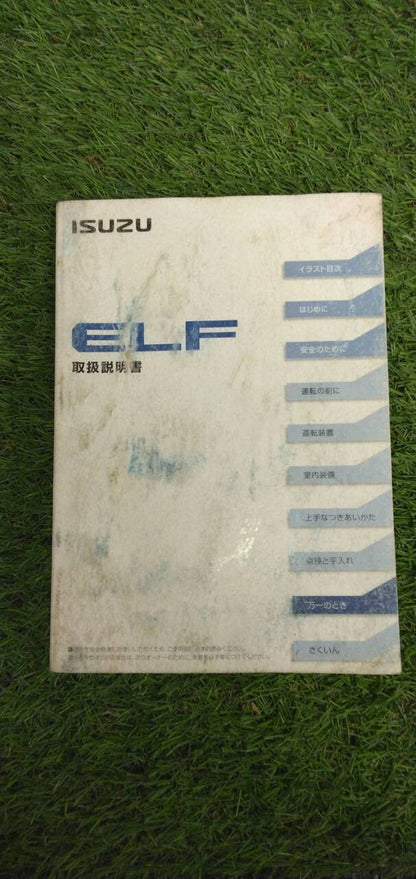 ISUZU
ELF
取扱説明書
イラスト目次
はじめに
安全のために
運転の前に
運転装置
室内装備
上手なつきあいかた
点検と手入れ
万一のとき
さくいん